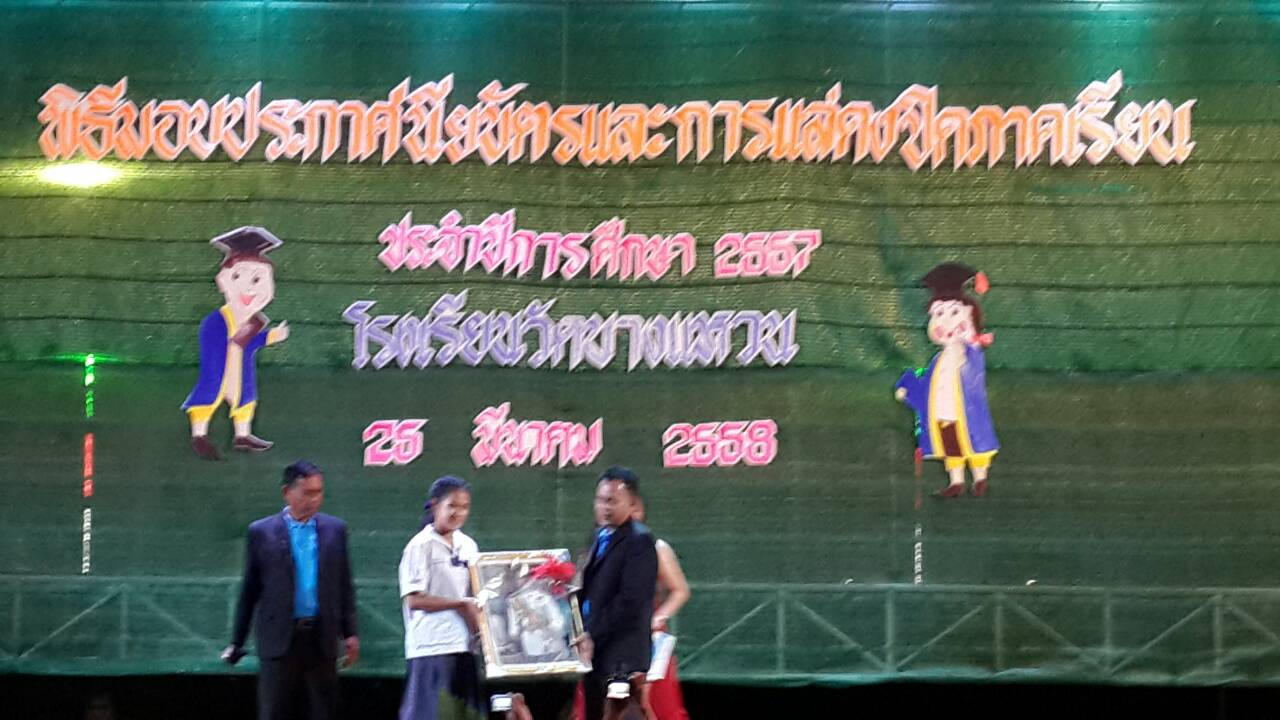 พิธีมอบประกาศนียบัตรและการแสดงปิดภาคเรียน
ประจำปีการศึกษา 2557
โรงเรียนวัดบางแหวน
25 มีนาคม 2558